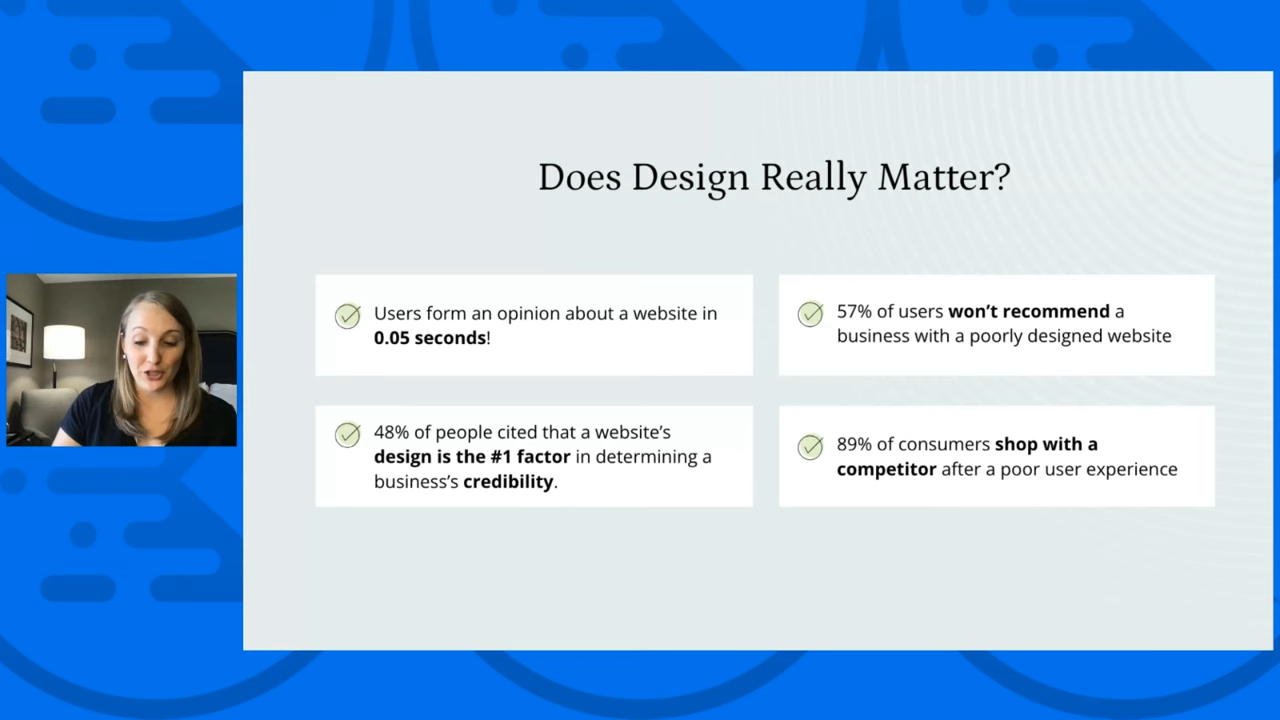 Does Design Really Matter?
Users form an opinion about a website in
0.05 seconds!
57% of users won’t recommend a
business with a poorly designed website
48% of people cited that a website’s
design is the #1 factor in determining a
business’s credibility.
89% of consumers shop with a
competitor after a poor user experience